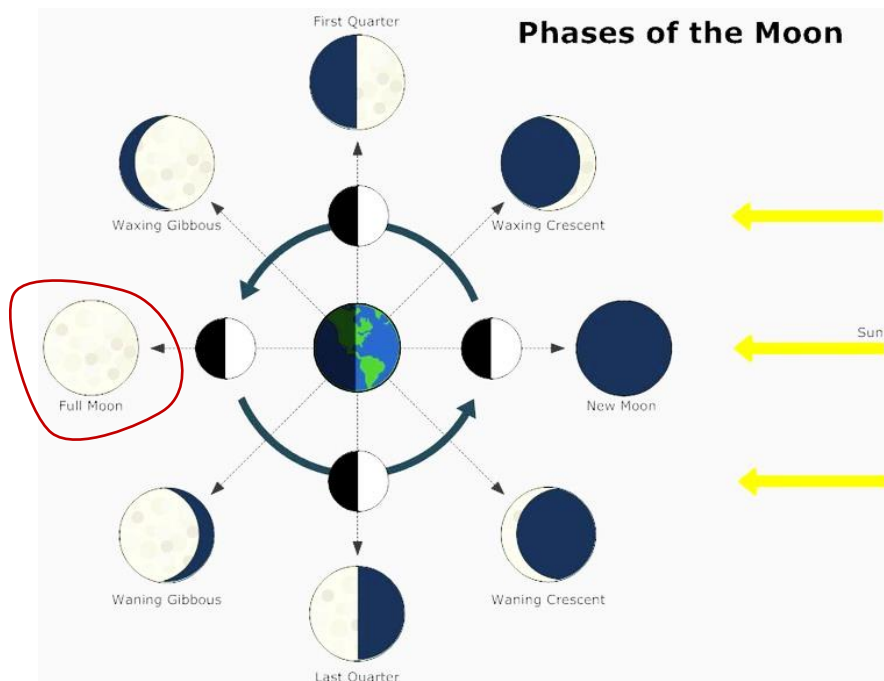 First Quarter
Phases of the Moon
Waxing Gibbous
Waxing Crescent
Sun
Full Moon
New Moon
Waning Gibbous
Waning Crescent
Last Quarter